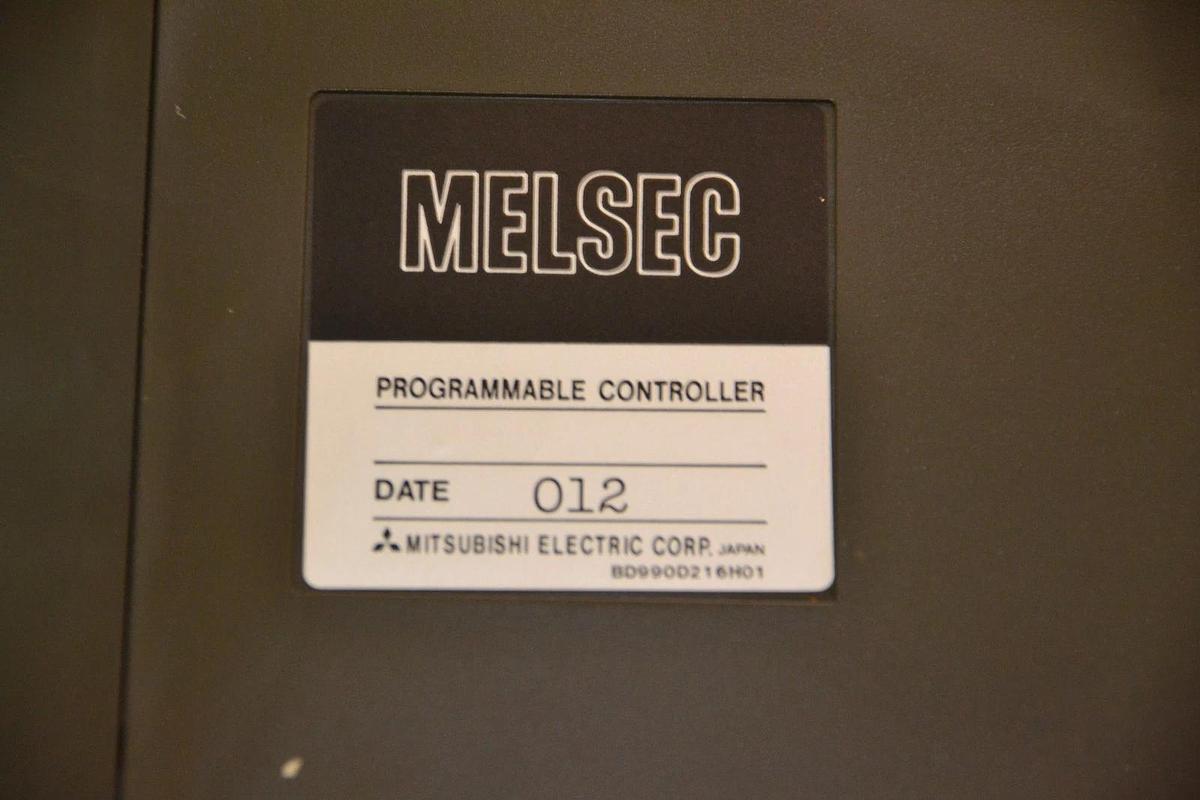 MELSEC
PROGRAMMABLE CONTROLLER
DATE 012
MITSUBISHI ELECTRIC CORP. JAPAN
BD990D216H01